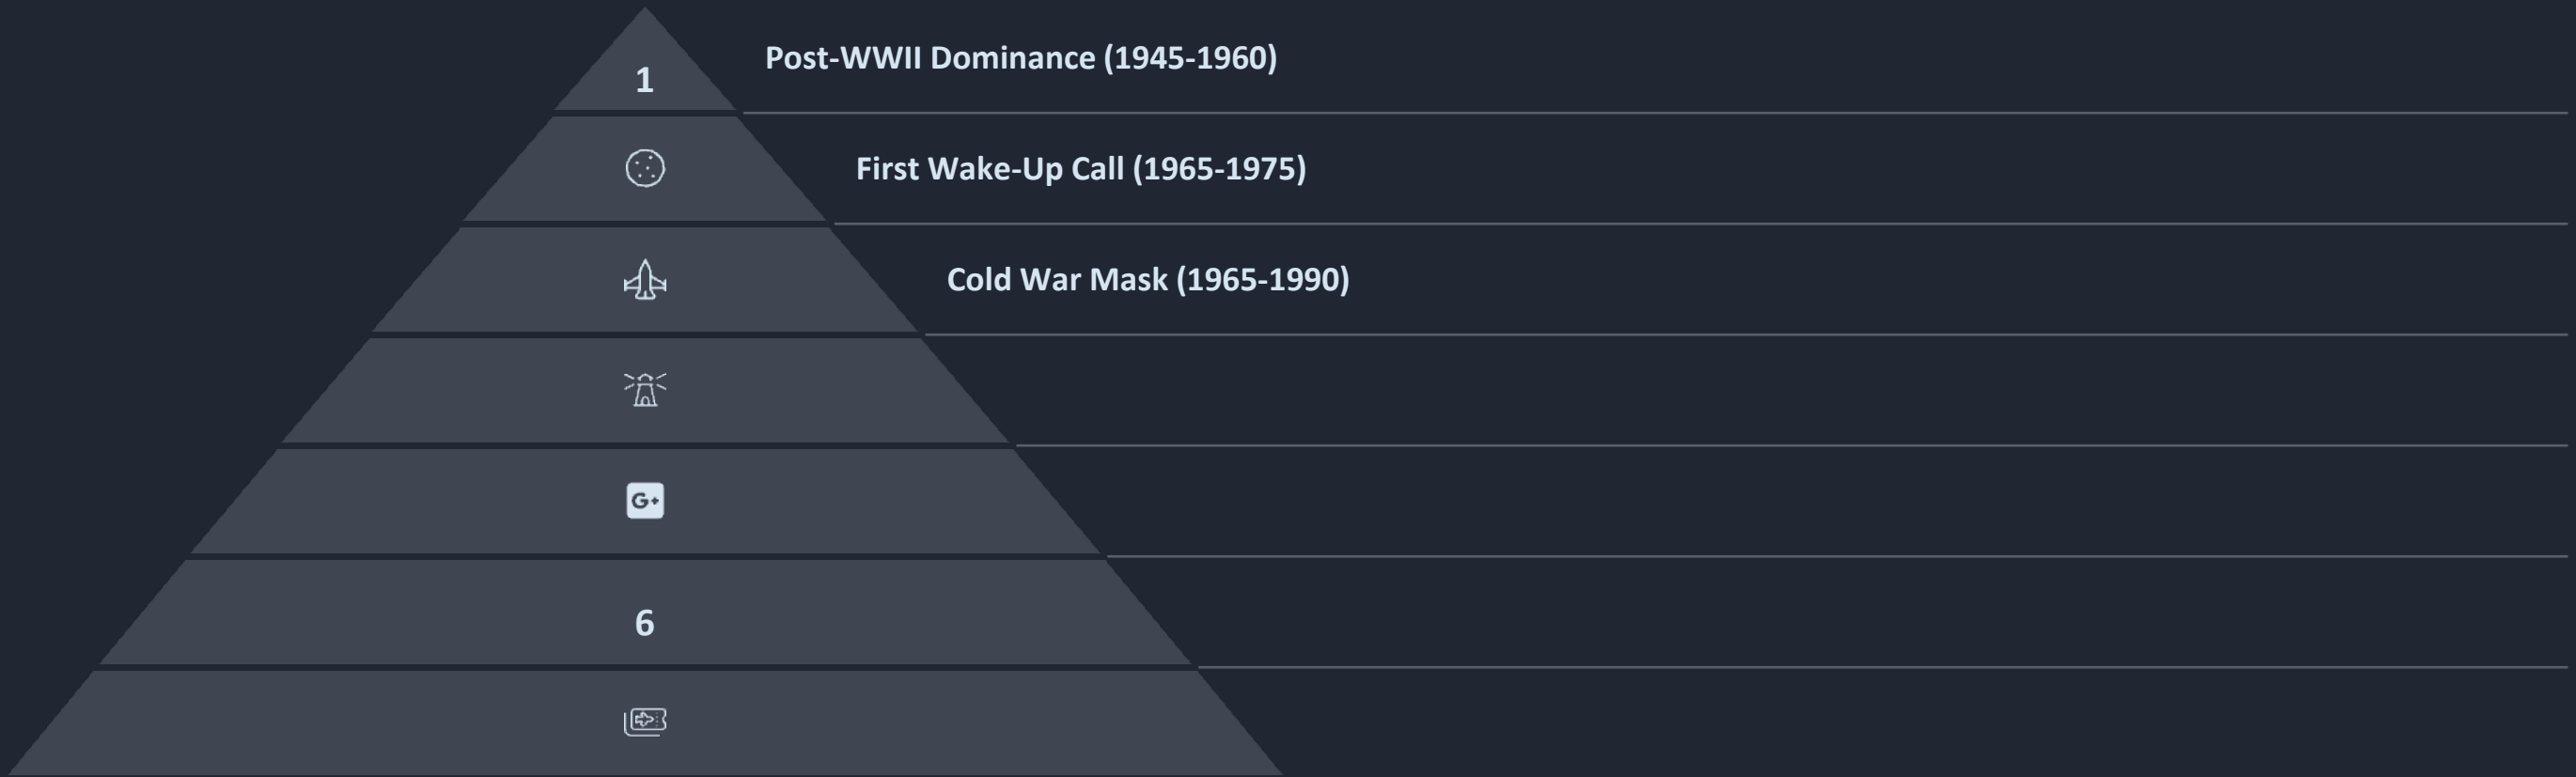 1
Post-WWII Dominance (1945-1960)
First Wake-Up Call (1965-1975)
Cold War Mask (1965-1990)
G+
6